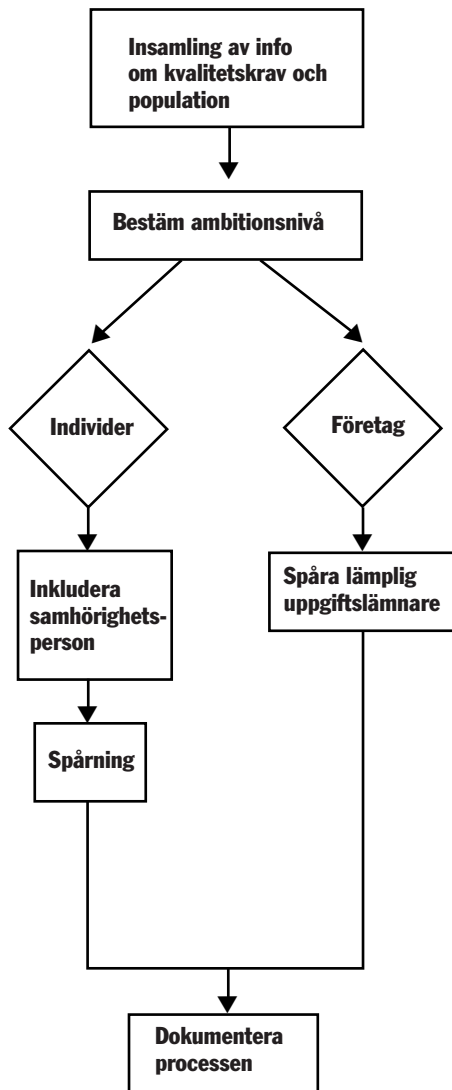 Insamling av info
om kvalitetskrav och
population
Bestäm ambitionsnivå
Individer
Företag
Inkludera
samhörighets-
person
Spåra lämplig
uppgiftslämnare
Spårning
Dokumentera
processen